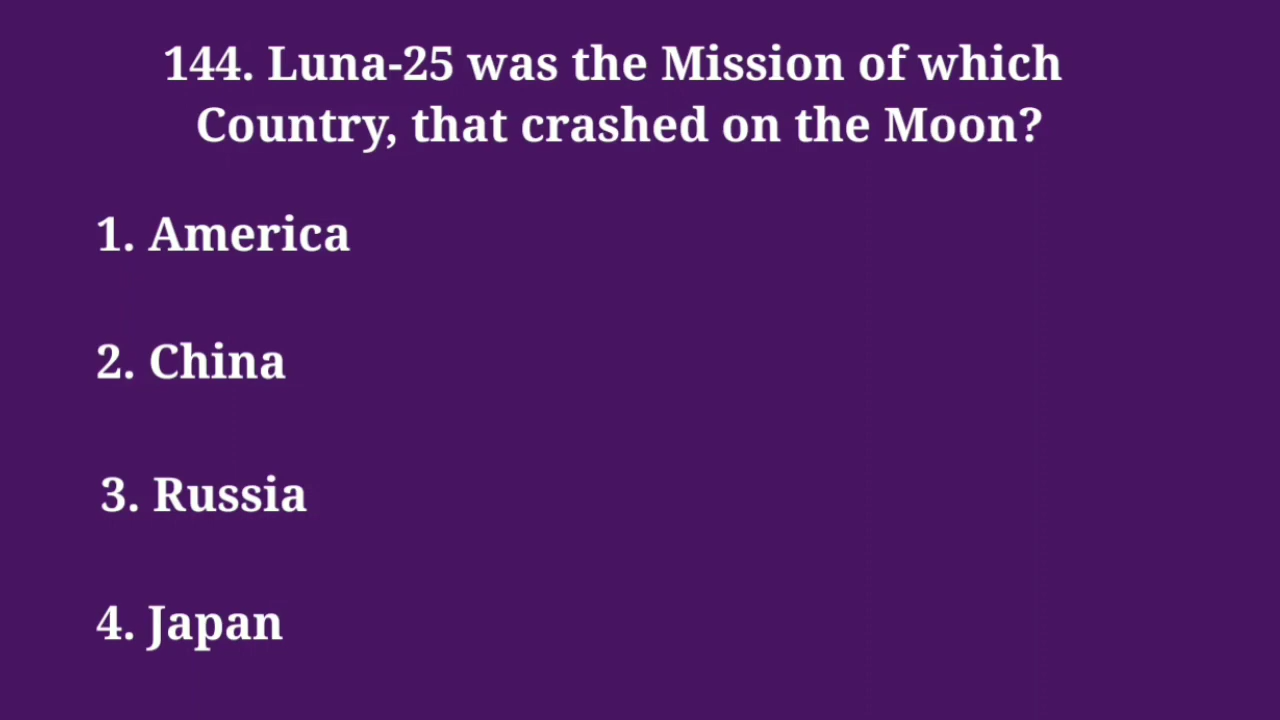 144. Luna-25 was the Mission of which
Country, that crashed on the Moon?
1. America
2. China
3. Russia
4. Japan